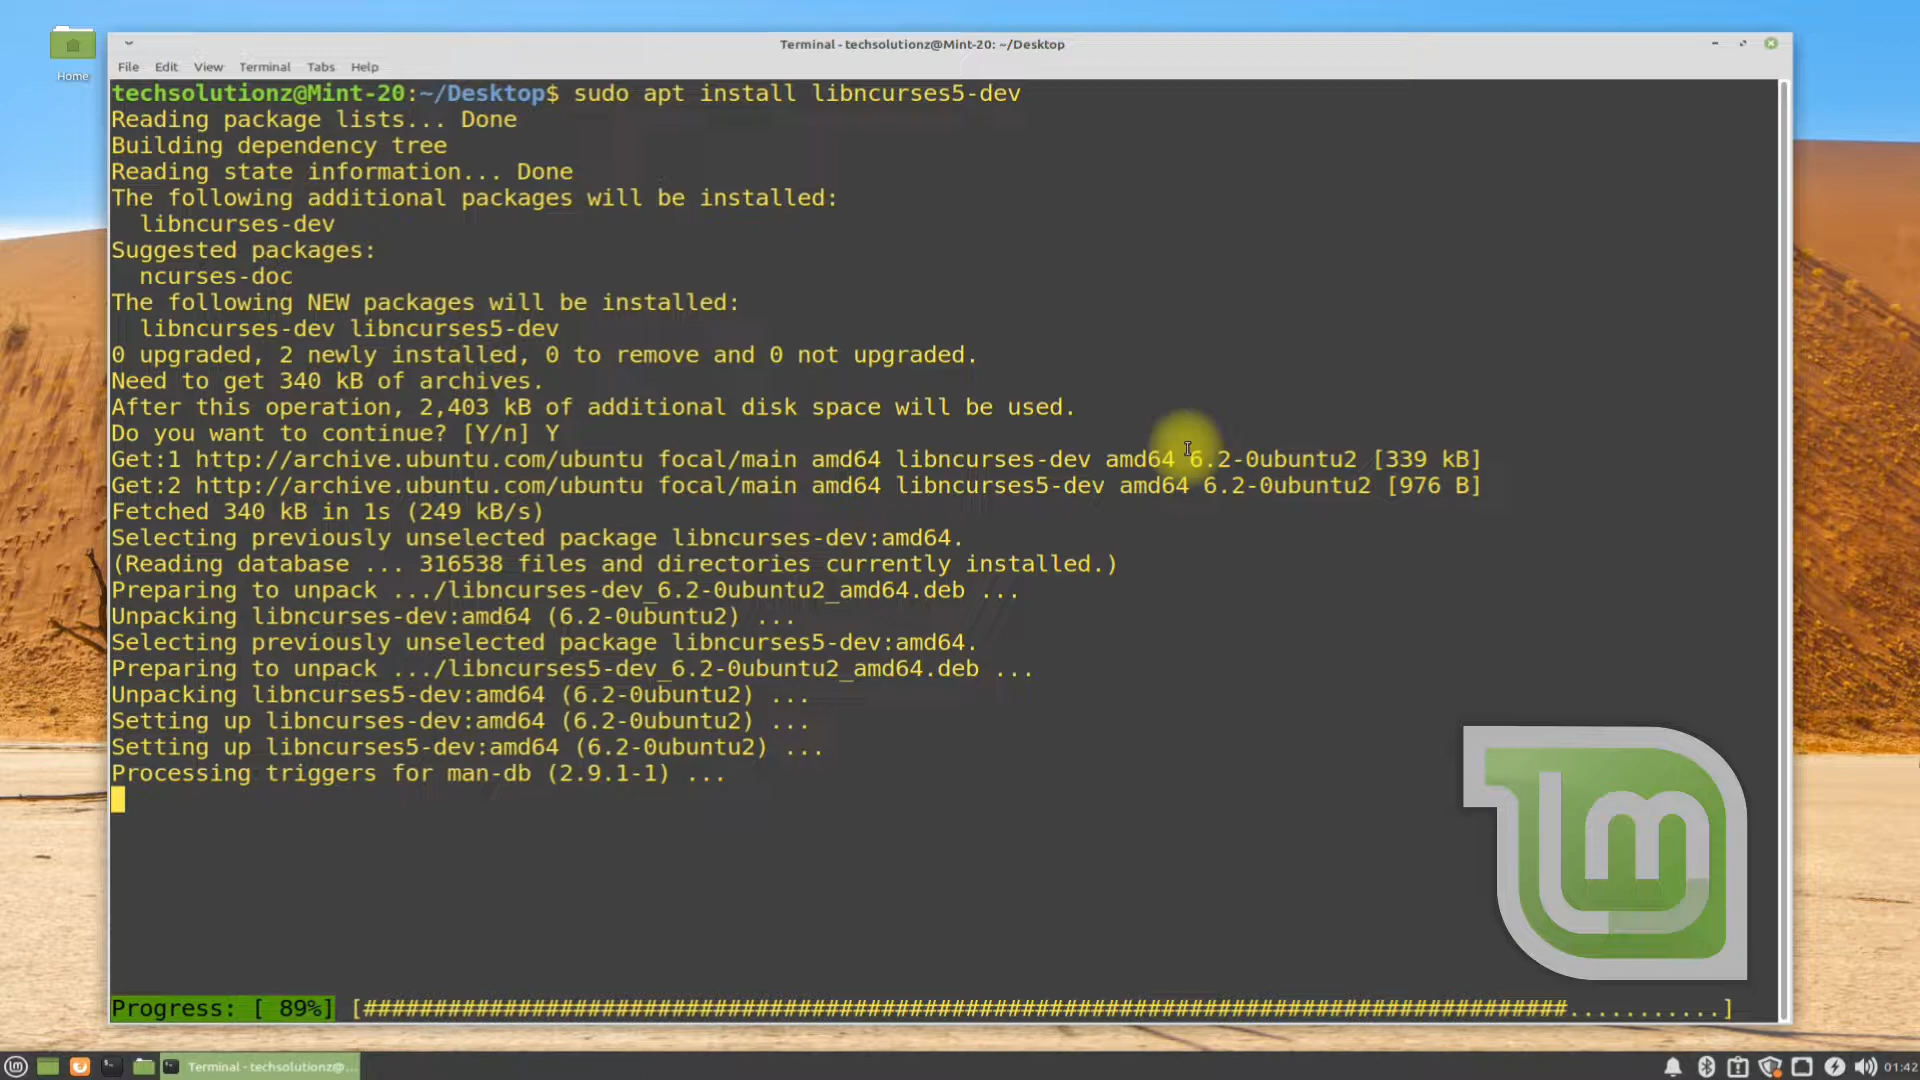 Home
Terminal - techsolutionz@Mint-20: ~/Desktop
File Edit View Terminal Tabs Help
techsolutionz@Mint-20:~/Desktop$ sudo apt install libncurses5-dev
Reading package lists... Done
Building dependency tree
Reading state information... Done
The following additional packages will be installed:
  libncurses-dev
Suggested packages:
  ncurses-doc
The following NEW packages will be installed:
  libncurses-dev libncurses5-dev
0 upgraded, 2 newly installed, 0 to remove and 0 not upgraded.
Need to get 340 kB of archives.
After this operation, 2,403 kB of additional disk space will be used.
Do you want to continue? [Y/n] Y
Get:1 http://archive.ubuntu.com/ubuntu focal/main amd64 libncurses-dev amd64 6.2-0ubuntu2 [339 kB]
Get:2 http://archive.ubuntu.com/ubuntu focal/main amd64 libncurses5-dev amd64 6.2-0ubuntu2 [976 B]
Fetched 340 kB in 1s (249 kB/s)
Selecting previously unselected package libncurses-dev:amd64.
(Reading database ... 316538 files and directories currently installed.)
Preparing to unpack .../libncurses-dev_6.2-0ubuntu2_amd64.deb ...
Unpacking libncurses-dev:amd64 (6.2-0ubuntu2) ...
Selecting previously unselected package libncurses5-dev:amd64.
Preparing to unpack .../libncurses5-dev_6.2-0ubuntu2_amd64.deb ...
Unpacking libncurses5-dev:amd64 (6.2-0ubuntu2) ...
Setting up libncurses-dev:amd64 (6.2-0ubuntu2) ...
Setting up libncurses5-dev:amd64 (6.2-0ubuntu2) ...
Processing triggers for man-db (2.9.1-1) ...
lm
Progress: [ 89%] [######################################################################################...........]
Terminal - techsolutionz@...
01:42